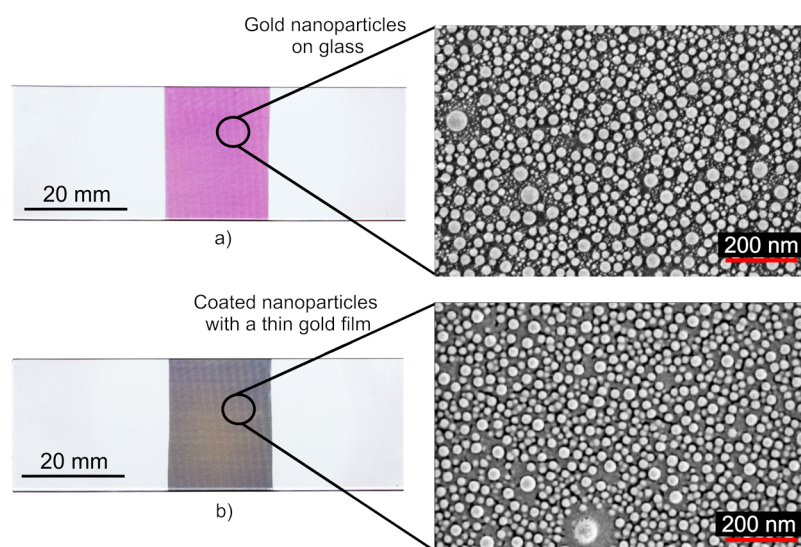 Gold nanoparticles
on glass
20 mm
a)
200 nm
Coated nanoparticles
with a thin gold film
20 mm
b)
200 nm